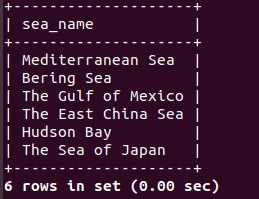 +--------------------+
| sea_name           |
+--------------------+
| Mediterranean Sea  |
| Bering Sea         |
| The Gulf of Mexico |
| The East China Sea |
| Hudson Bay         |
| The Sea of Japan   |
+--------------------+
6 rows in set (0.00 sec)